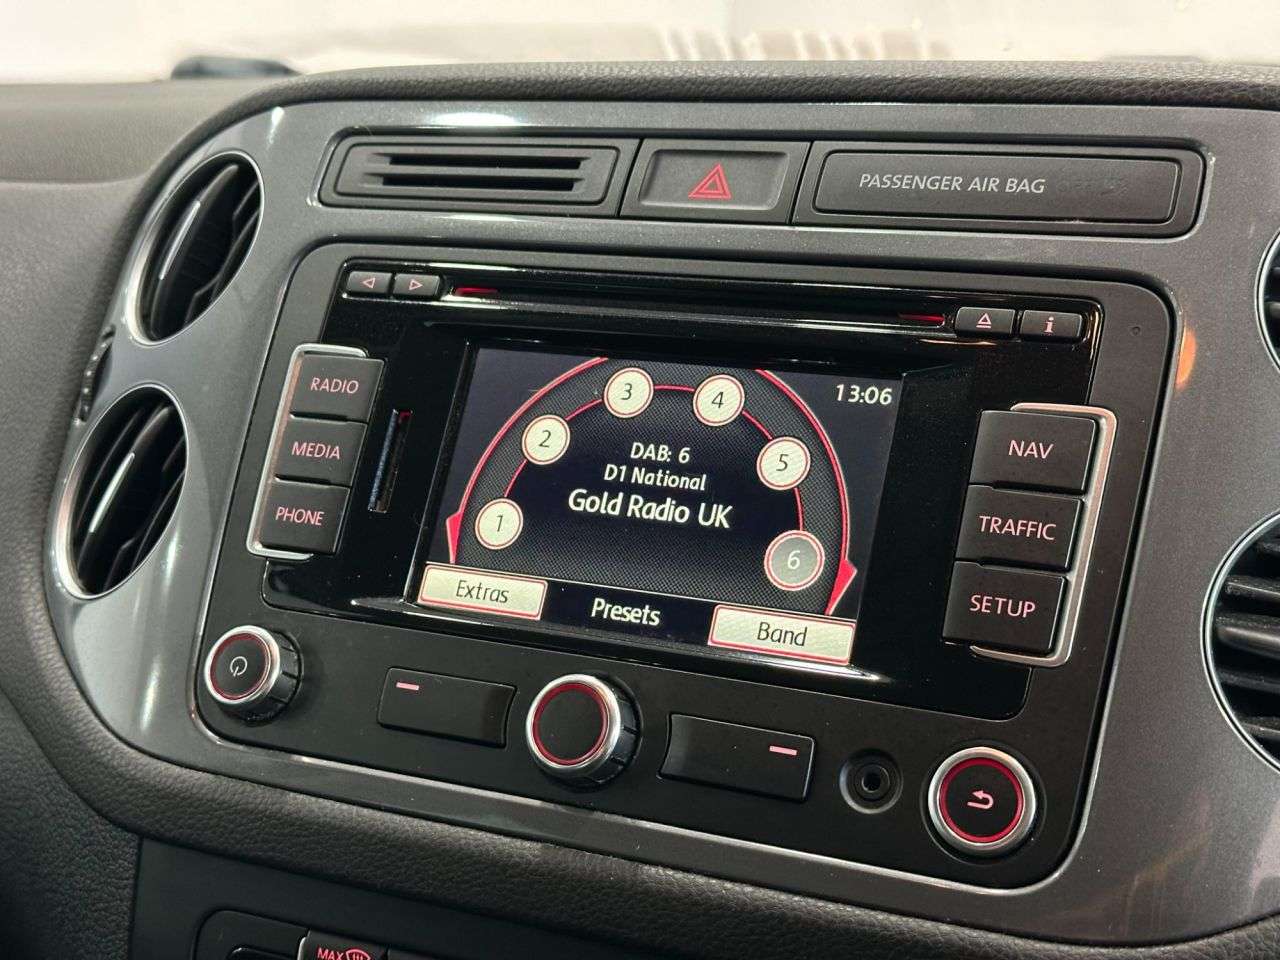 PASSENGER AIR BAG
i
RADIO
MEDIA
PHONE
13:06
1
2
3
4
5
6
DAB: 6
D1 National
Gold Radio UK
Extras
Presets
Band
NAV
TRAFFIC
SETUP
MAX